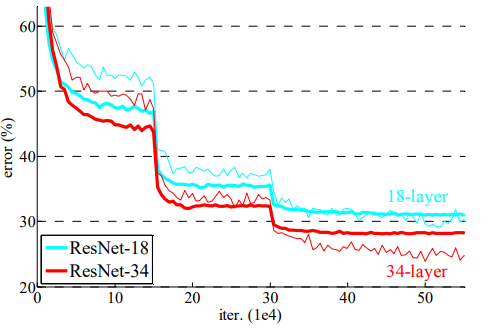 60
50
40
30
20
error (%)
18-layer
34-layer
ResNet-18
ResNet-34
0 10 20 30 40 50
iter. (1e4)